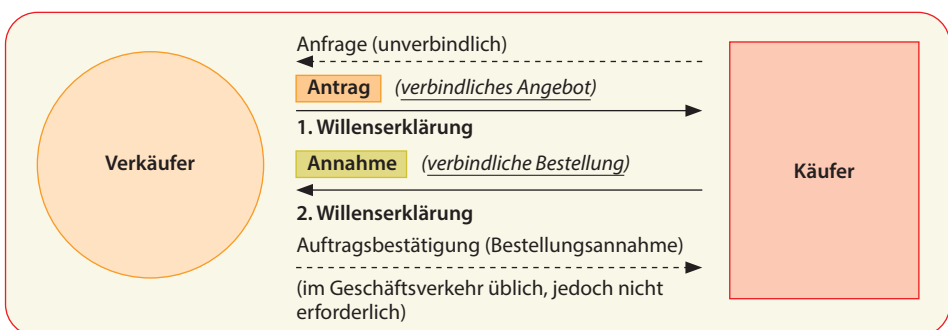 Anfrage (unverbindlich)
Antrag (verbindliches Angebot)
1. Willenserklärung
Verkäufer
Annahme (verbindliche Bestellung)
Käufer
2. Willenserklärung
Auftragsbestätigung (Bestellungsannahme)
(im Geschäftsverkehr üblich, jedoch nicht
erforderlich)